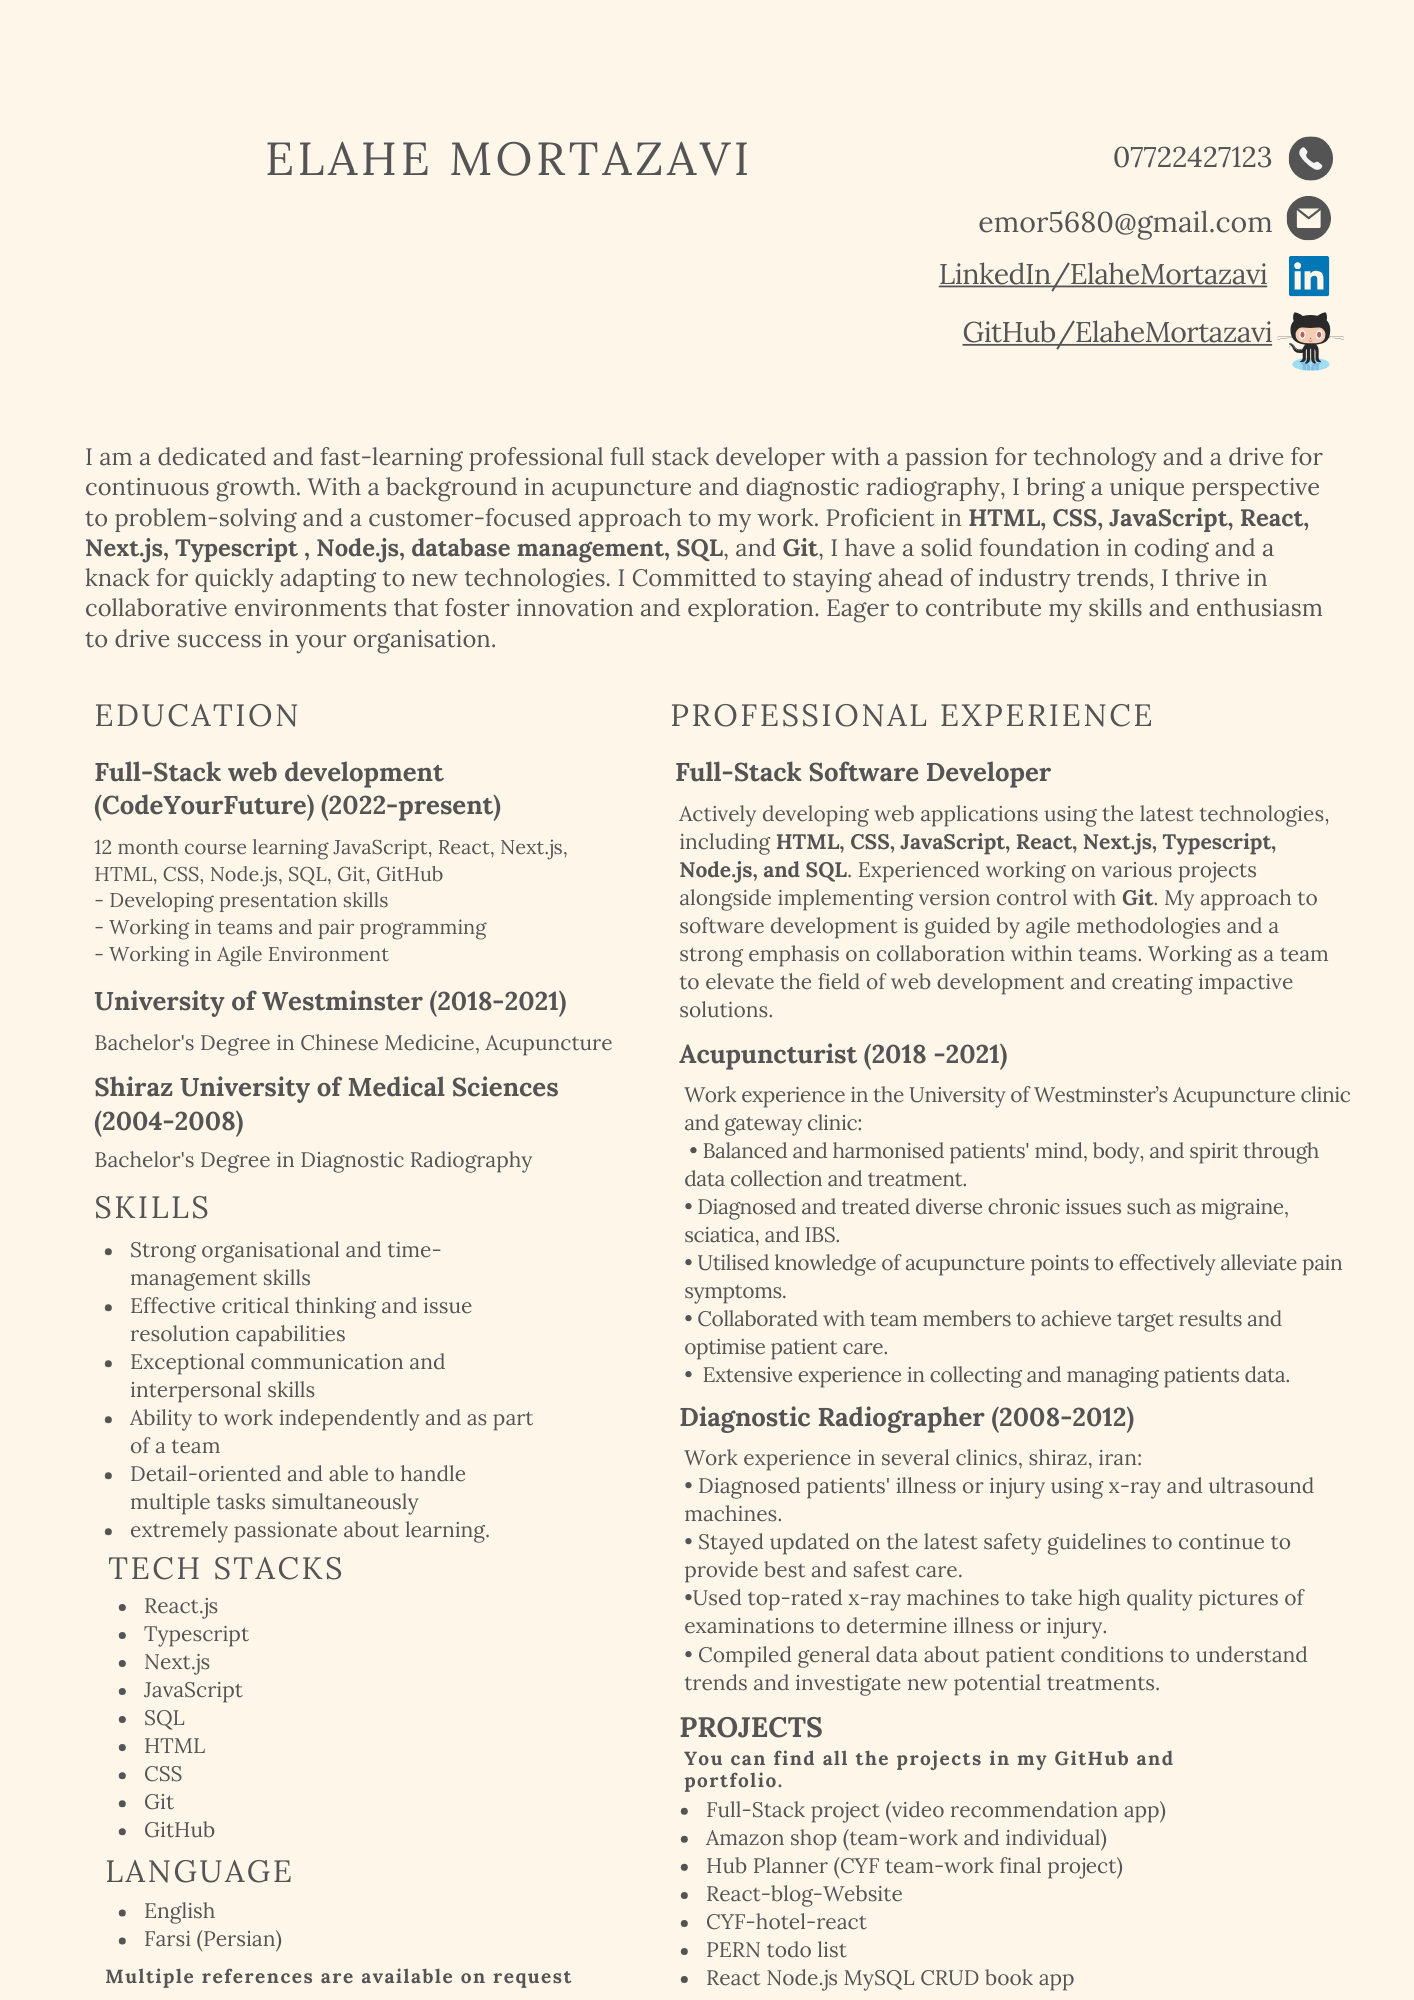 ELAHE MORTAZAVI
07722427123
emor5680@gmail.com
LinkedIn/ElaheMortazavi
in
GitHub/ElaheMortazavi
I am a dedicated and fast-learning professional full stack developer with a passion for technology and a drive for
continuous growth. With a background in acupuncture and diagnostic radiography, I bring a unique perspective
to problem-solving and a customer-focused approach to my work. Proficient in HTML, CSS, JavaScript, React,
Next.js, Typescript , Node.js, database management, SQL, and Git, I have a solid foundation in coding and a
knack for quickly adapting to new technologies. I Committed to staying ahead of industry trends, I thrive in
collaborative environments that foster innovation and exploration. Eager to contribute my skills and enthusiasm
to drive success in your organisation.
EDUCATION
Full-Stack web development
(CodeYourFuture) (2022-present)
12 month course learning JavaScript, React, Next.js,
HTML, CSS, Node.js, SQL, Git, GitHub
- Developing presentation skills
- Working in teams and pair programming
- Working in Agile Environment
University of Westminster (2018-2021)
Bachelor's Degree in Chinese Medicine, Acupuncture
Shiraz University of Medical Sciences
(2004-2008)
Bachelor's Degree in Diagnostic Radiography
SKILLS
• Strong organisational and time-
management skills
• Effective critical thinking and issue
resolution capabilities
• Exceptional communication and
interpersonal skills
• Ability to work independently and as part
of a team
• Detail-oriented and able to handle
multiple tasks simultaneously
• extremely passionate about learning.
TECH STACKS
• React.js
• Typescript
• Next.js
• JavaScript
• SQL
• HTML
• CSS
• Git
• GitHub
LANGUAGE
• English
• Farsi (Persian)
Multiple references are available on request
PROFESSIONAL EXPERIENCE
Full-Stack Software Developer
Actively developing web applications using the latest technologies,
including HTML, CSS, JavaScript, React, Next.js, Typescript,
Node.js, and SQL. Experienced working on various projects
alongside implementing version control with Git. My approach to
software development is guided by agile methodologies and a
strong emphasis on collaboration within teams. Working as a team
to elevate the field of web development and creating impactive
solutions.
Acupuncturist (2018 -2021)
Work experience in the University of Westminster’s Acupuncture clinic
and gateway clinic:
• Balanced and harmonised patients' mind, body, and spirit through
data collection and treatment.
• Diagnosed and treated diverse chronic issues such as migraine,
sciatica, and IBS.
• Utilised knowledge of acupuncture points to effectively alleviate pain
symptoms.
• Collaborated with team members to achieve target results and
optimise patient care.
• Extensive experience in collecting and managing patients data.
Diagnostic Radiographer (2008-2012)
Work experience in several clinics, shiraz, iran:
• Diagnosed patients' illness or injury using x-ray and ultrasound
machines.
• Stayed updated on the latest safety guidelines to continue to
provide best and safest care.
•Used top-rated x-ray machines to take high quality pictures of
examinations to determine illness or injury.
• Compiled general data about patient conditions to understand
trends and investigate new potential treatments.
PROJECTS
You can find all the projects in my GitHub and
portfolio.
• Full-Stack project (video recommendation app)
• Amazon shop (team-work and individual)
• Hub Planner (CYF team-work final project)
• React-blog-Website
• CYF-hotel-react
• PERN todo list
• React Node.js MySQL CRUD book app